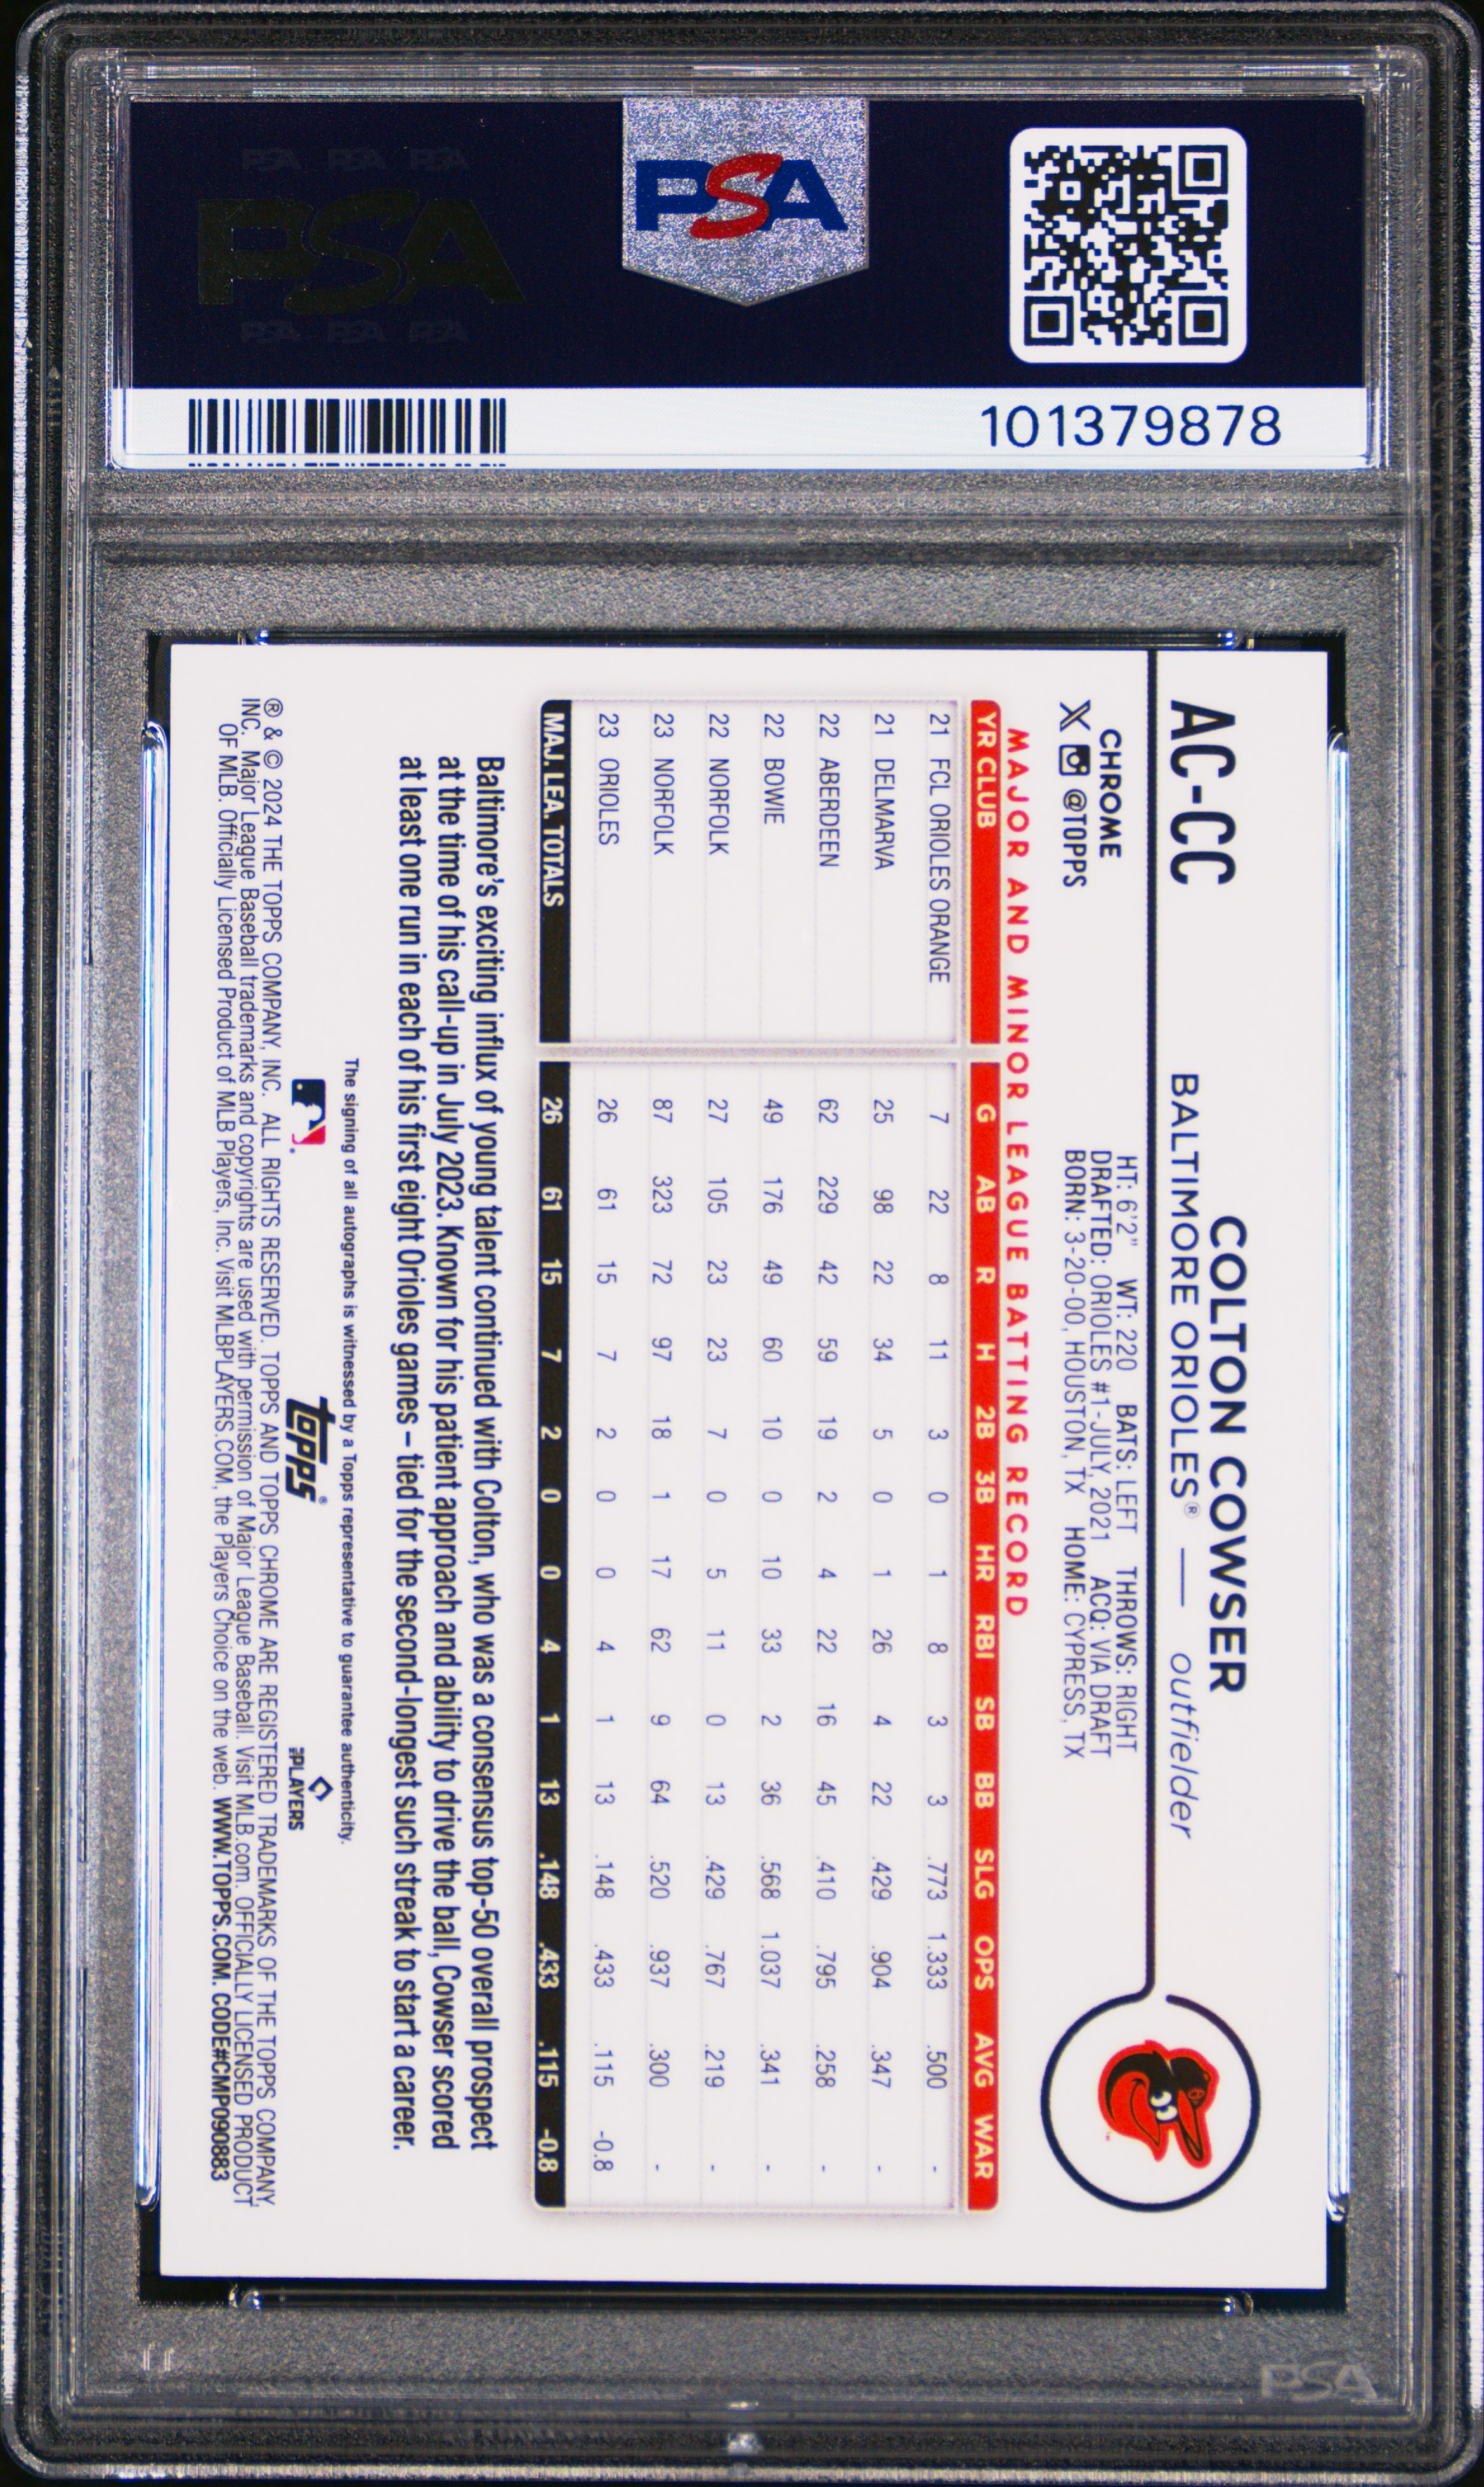 PSA PSA PSA
PSA
PSA PSA PSA
PSA
101379878
AC-CC
COLTON COWSER
BALTIMORE ORIOLES® — outfielder
CHROME
X @TOPPS
HT: 6'2" WT: 220 BATS: LEFT THROWS: RIGHT
DRAFTED: ORIOLES #1-JULY, 2021 ACQ: VIA DRAFT
BORN: 3-20-00, HOUSTON, TX HOME: CYPRESS, TX
MAJOR AND MINOR LEAGUE BATTING RECORD
YR CLUB G AB R H 2B 3B HR RBI SB BB SLG OPS AVG WAR
21 FCL ORIOLES ORANGE 7 22 8 11 3 0 1 8 3 3 .773 1.333 .500 -
21 DELMARVA 25 98 22 34 5 0 1 26 4 22 .429 .904 .347 -
22 ABERDEEN 62 229 42 59 19 2 4 22 16 45 .410 .795 .258 -
22 BOWIE 49 176 49 60 10 0 10 33 2 36 .568 1.037 .341 -
22 NORFOLK 27 105 23 23 7 0 5 11 0 13 .429 .767 .219 -
23 NORFOLK 87 323 72 97 18 1 17 62 9 64 .520 .937 .300 -
23 ORIOLES 26 61 15 7 2 0 0 4 1 13 .148 .433 .115 -0.8
MAJ. LEA. TOTALS 26 61 15 7 2 0 0 4 1 13 .148 .433 .115 -0.8
Baltimore's exciting influx of young talent continued with Colton, who was a consensus top-50 overall prospect
at the time of his call-up in July 2023. Known for his patient approach and ability to drive the ball, Cowser scored
at least one run in each of his first eight Orioles games – tied for the second-longest such streak to start a career.
The signing of all autographs is witnessed by a Topps representative to guarantee authenticity.
topps®
PLAYERS
® & © 2024 THE TOPPS COMPANY, INC. ALL RIGHTS RESERVED. TOPPS AND TOPPS CHROME ARE REGISTERED TRADEMARKS OF THE TOPPS COMPANY,
INC. Major League Baseball trademarks and copyrights are used with permission of Major League Baseball. Visit MLB.com. OFFICIALLY LICENSED PRODUCT
OF MLB. Officially Licensed Product of MLB Players, Inc. Visit MLBPLAYERS.COM, the Players Choice on the web. WWW.TOPPS.COM. CODE#CMP090883
PSA